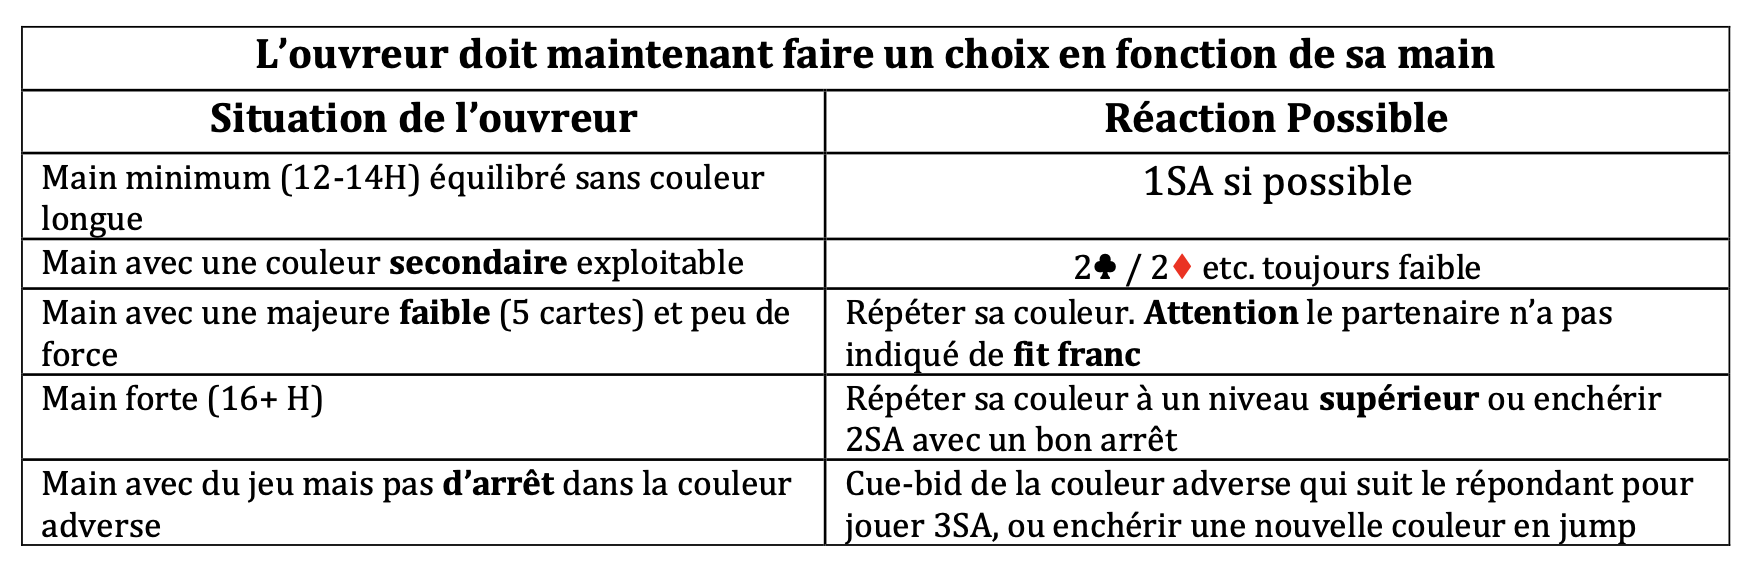 L’ouvreur doit maintenant faire un choix en fonction de sa main
Situation de l’ouvreur
Réaction Possible
Main minimum (12-14H) équilibré sans couleur
longue
1SA si possible
Main avec une couleur secondaire exploitable
2♣ / 2♦ etc. toujours faible
Main avec une majeure faible (5 cartes) et peu de
force
Répéter sa couleur. Attention le partenaire n’a pas
indiqué de fit franc
Main forte (16+ H)
Répéter sa couleur à un niveau supérieur ou enchérir
2SA avec un bon arrêt
Main avec du jeu mais pas d’arrêt dans la couleur
adverse
Cue-bid de la couleur adverse qui suit le répondant pour
jouer 3SA, ou enchérir une nouvelle couleur en jump